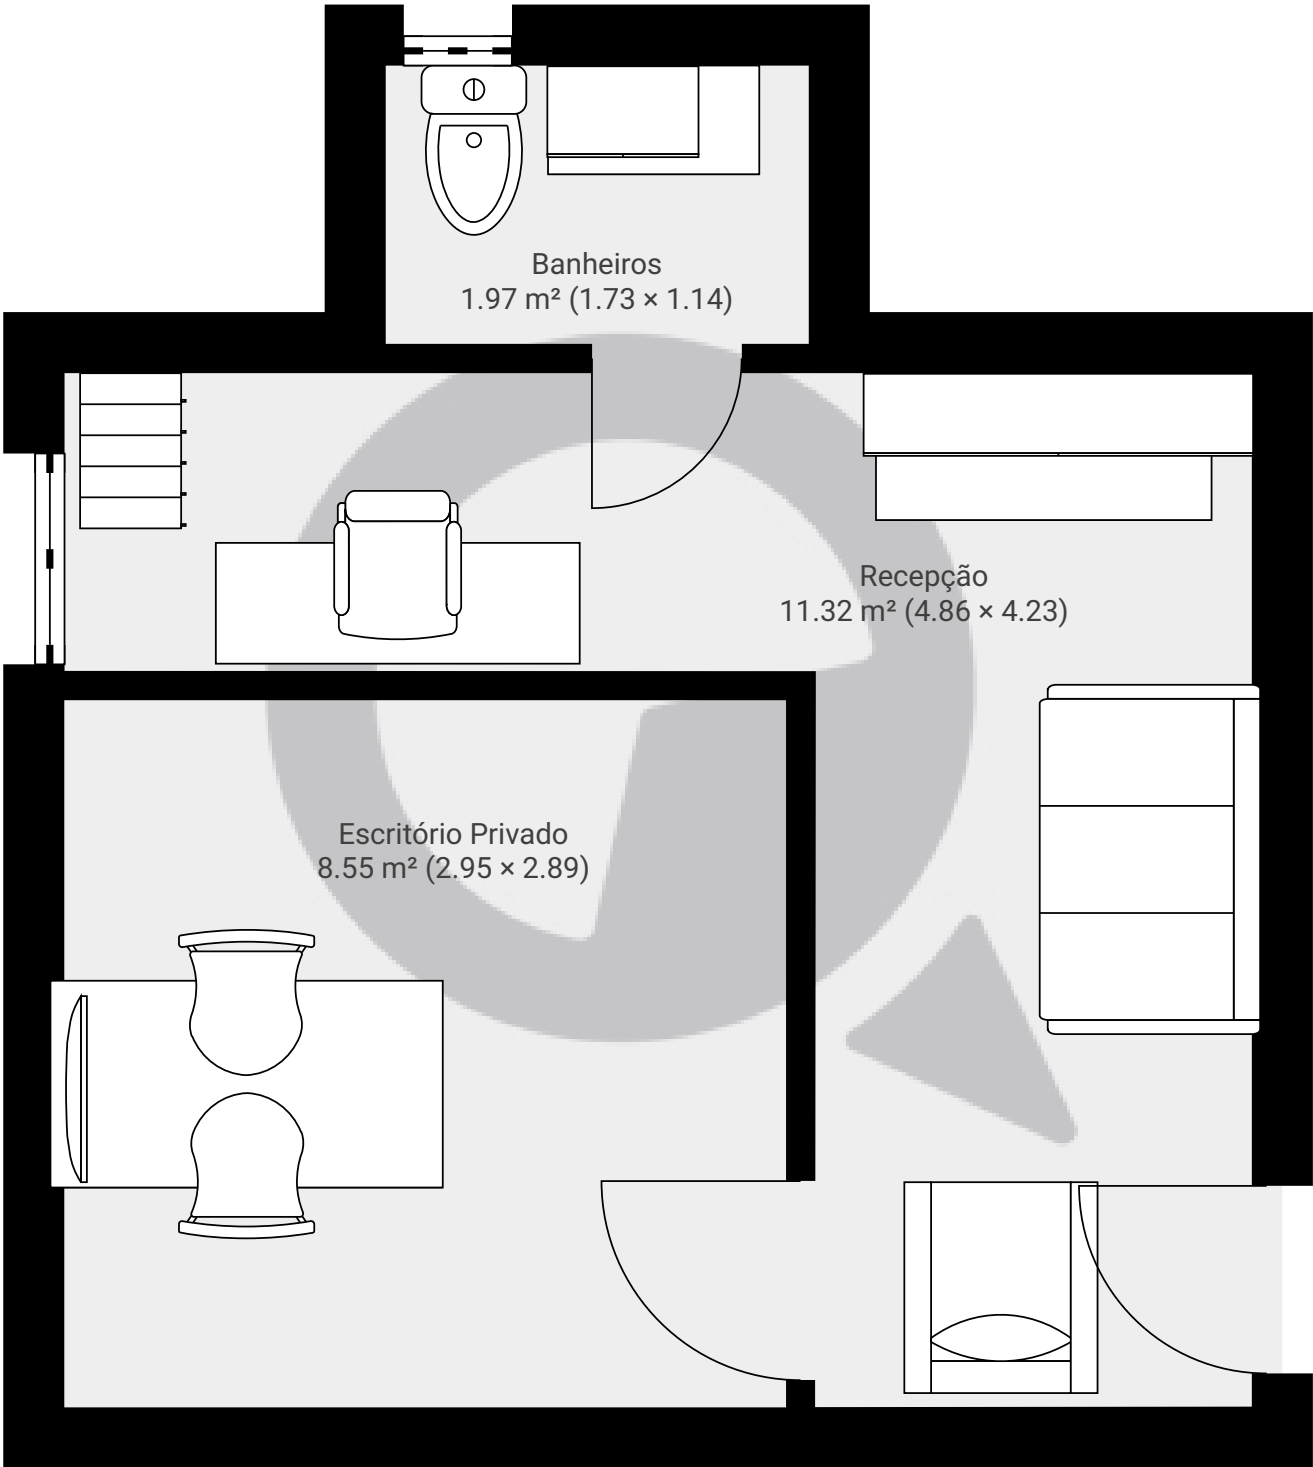 Banheiros
1.97 m² (1.73 × 1.14)
Recepção
11.32 m² (4.86 × 4.23)
Escritório Privado
8.55 m² (2.95 × 2.89)